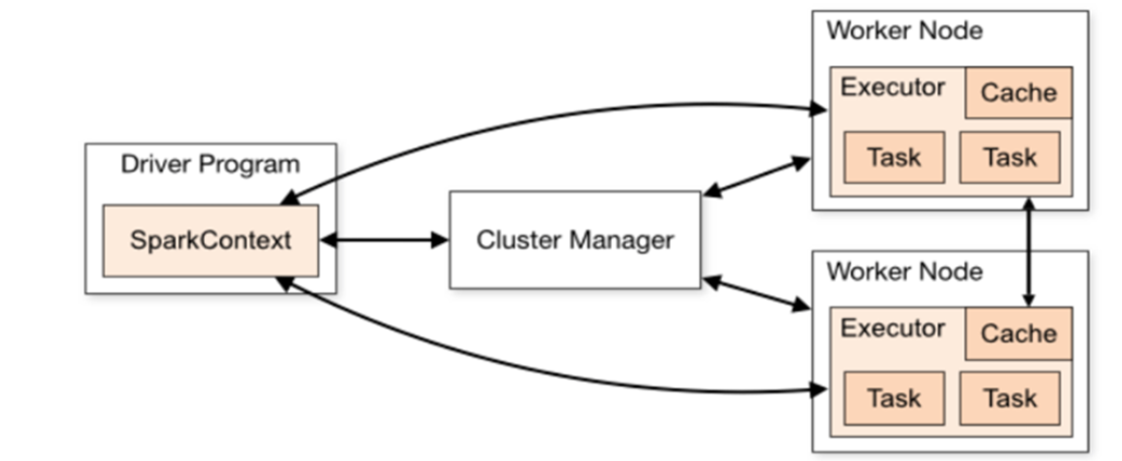 Driver Program
SparkContext
Cluster Manager
Worker Node
Executor
Cache
Task
Task
Worker Node
Executor
Cache
Task
Task